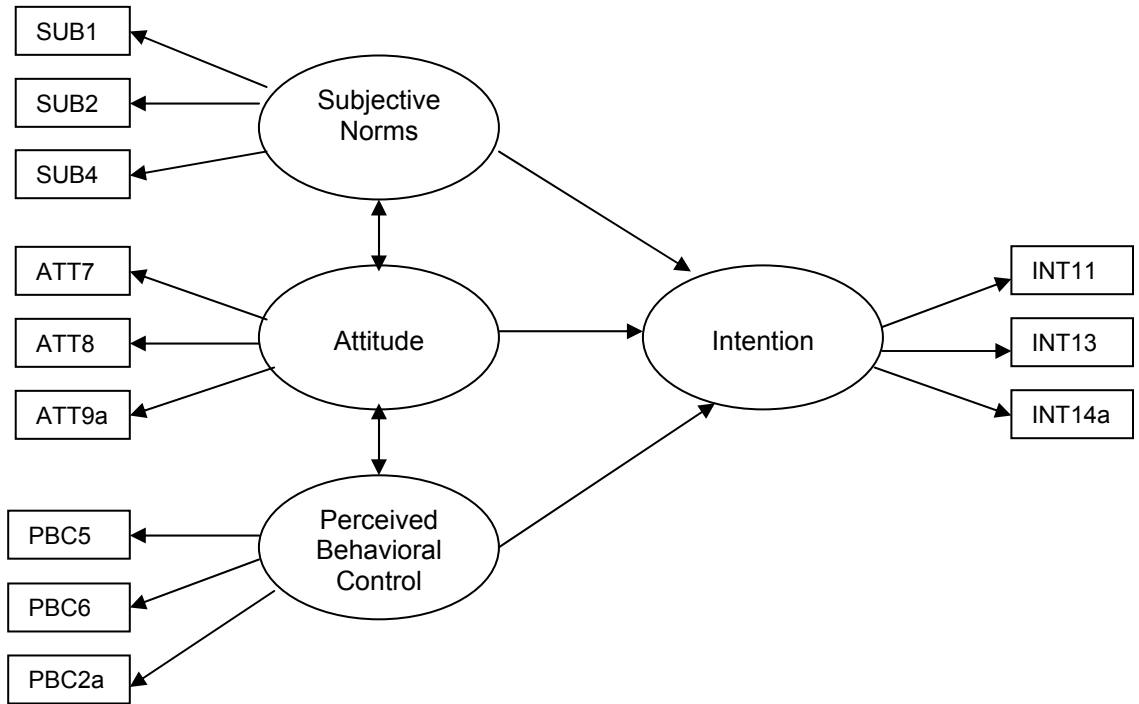 SUB1
SUB2
SUB4
Subjective
Norms
ATT7
ATT8
ATT9a
Attitude
Intention
INT11
INT13
INT14a
PBC5
PBC6
PBC2a
Perceived
Behavioral
Control